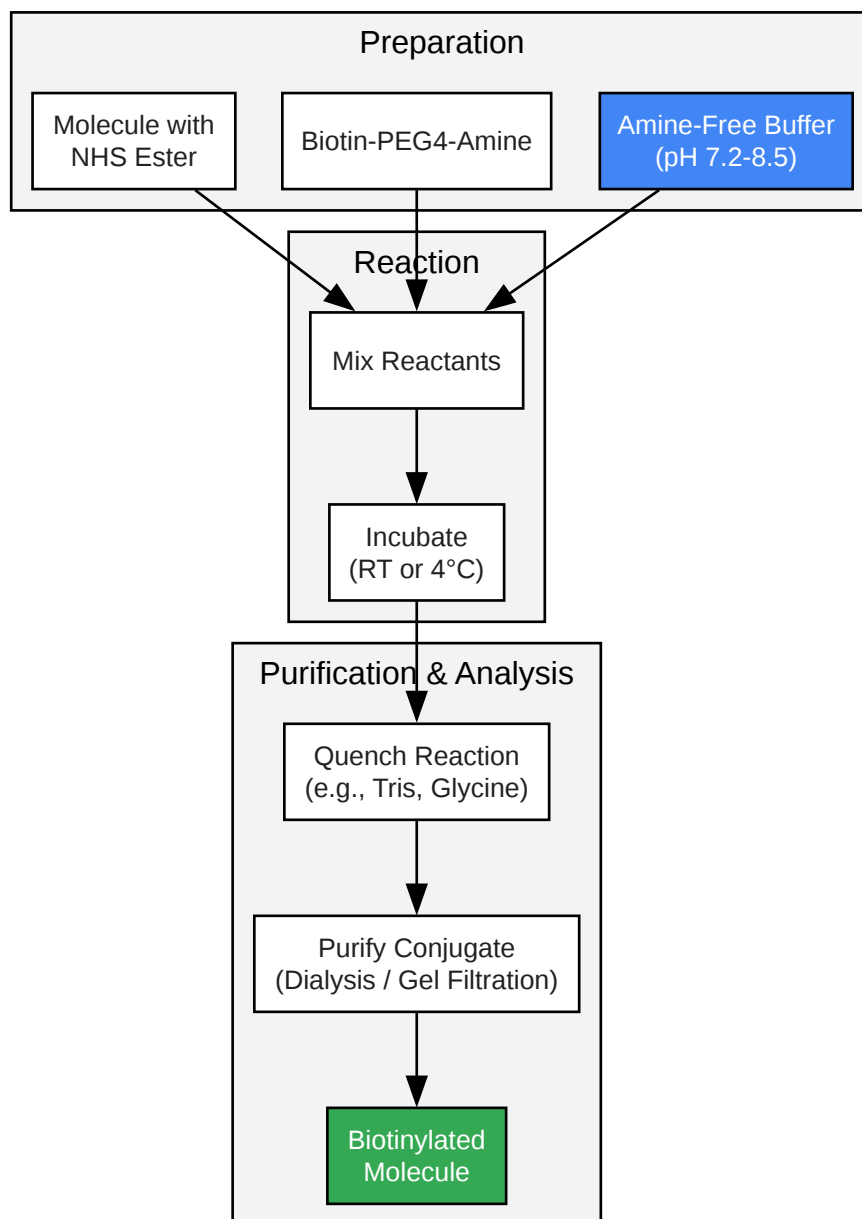 Preparation
Molecule with
NHS Ester
Biotin-PEG4-Amine
Amine-Free Buffer
(pH 7.2-8.5)
Reaction
Mix Reactants
Incubate
(RT or 4°C)
Purification & Analysis
Quench Reaction
(e.g., Tris, Glycine)
Purify Conjugate
(Dialysis / Gel Filtration)
Biotinylated
Molecule